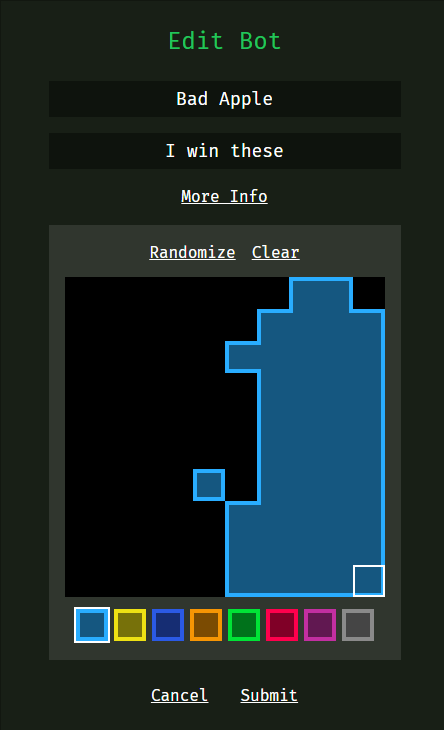 Edit Bot
Bad Apple
I win these
More Info
Randomize Clear
Cancel Submit